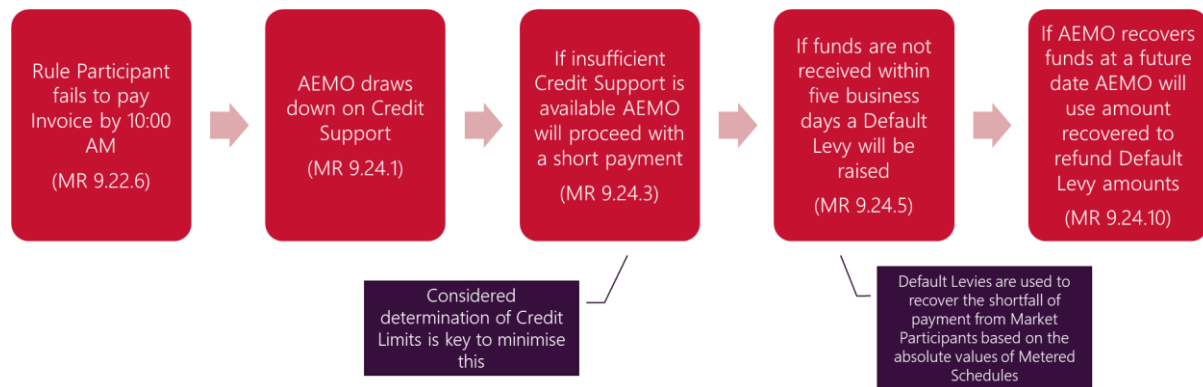 Rule Participant
fails to pay
Invoice by 10:00
AM
(MR 9.22.6)
AEMO draws
down on Credit
Support
(MR 9.24.1)
If insufficient
Credit Support is
available AEMO
will proceed with
a short payment
(MR 9.24.3)
If funds are not
received within
five business
days a Default
Levy will be
raised
(MR 9.24.5)
If AEMO recovers
funds at a future
date AEMO will
use amount
recovered to
refund Default
Levy amounts
(MR 9.24.10)
Considered
determination of Credit
Limits is key to minimise
this
Default Levies are used to
recover the shortfall of
payment from Market
Participants based on the
absolute values of Metered
Schedules